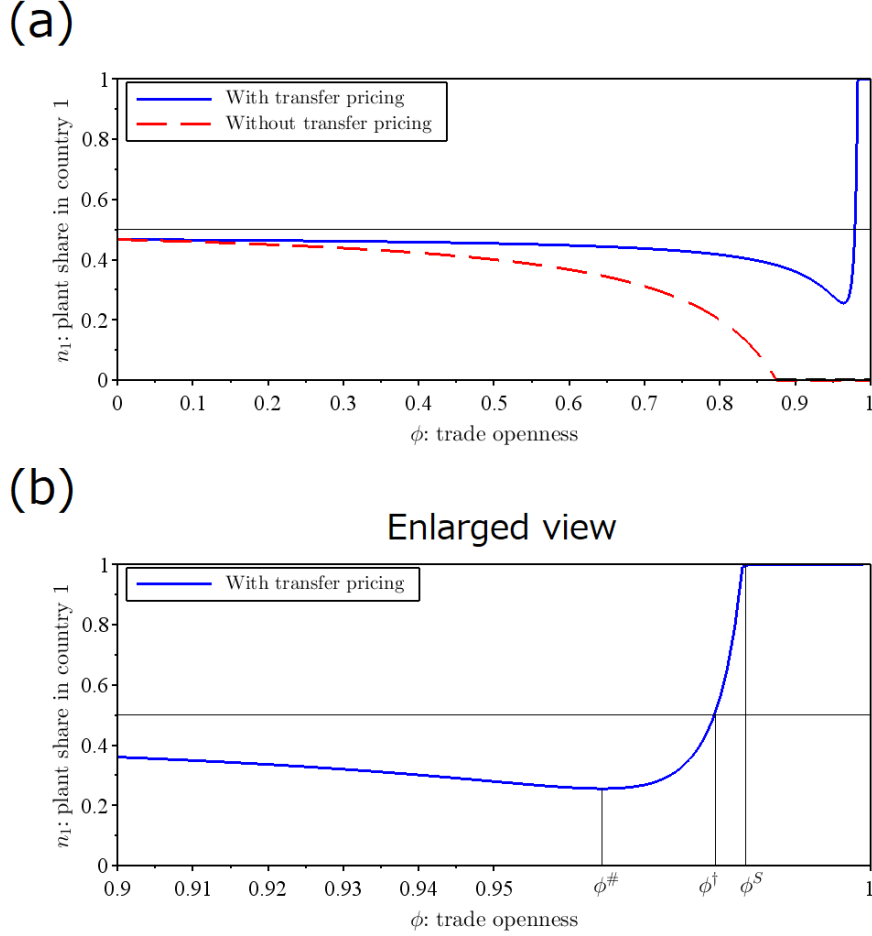 (a)
1
0.8
0.6
0.4
0.2
0
n₁: plant share in country 1
With transfer pricing
Without transfer pricing
0 0.1 0.2 0.3 0.4 0.5 0.6 0.7 0.8 0.9 1
ϕ: trade openness
(b)
Enlarged view
1
0.8
0.6
0.4
0.2
0
n₁: plant share in country 1
With transfer pricing
0.9 0.91 0.92 0.93 0.94 0.95 ϕ# ϕ† ϕS 1
ϕ: trade openness